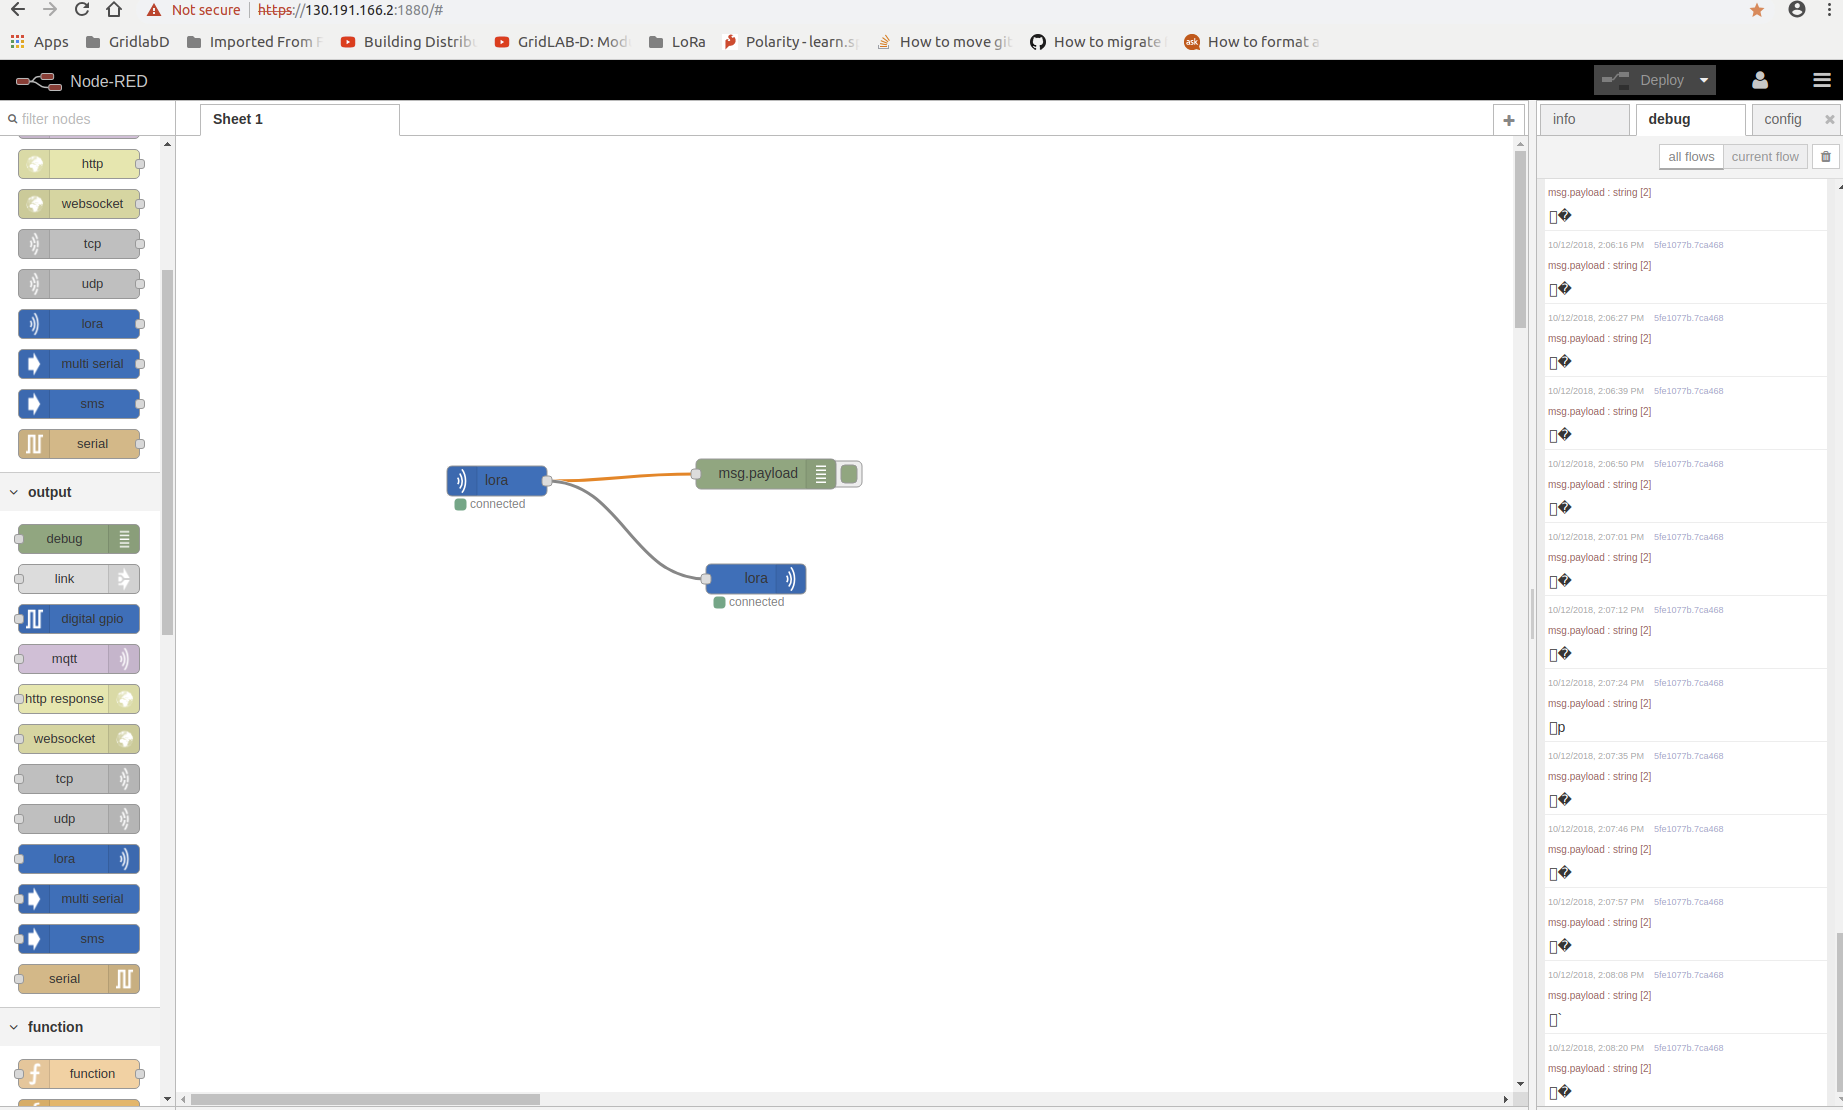 Not secure | https://130.191.166.2:1880/#
Apps GridlabD Imported From F Building Distrib GridLAB-D: Mod LoRa Polarity - learn.sp How to move git How to migrate How to format a
Node-RED Deploy
filter nodes
Sheet 1
info debug config
all flows current flow
http
websocket
tcp
udp
lora
multi serial
sms
serial
output
debug
link
digital gpio
mqtt
http response
websocket
tcp
udp
lora
multi serial
sms
serial
function
function
lora
connected
msg.payload
lora
connected
msg.payload : string [2]
▯�
10/12/2018, 2:06:16 PM 5fe1077b.7ca468
msg.payload : string [2]
▯�
10/12/2018, 2:06:27 PM 5fe1077b.7ca468
msg.payload : string [2]
▯�
10/12/2018, 2:06:39 PM 5fe1077b.7ca468
msg.payload : string [2]
▯�
10/12/2018, 2:06:50 PM 5fe1077b.7ca468
msg.payload : string [2]
▯�
10/12/2018, 2:07:01 PM 5fe1077b.7ca468
msg.payload : string [2]
▯�
10/12/2018, 2:07:12 PM 5fe1077b.7ca468
msg.payload : string [2]
▯�
10/12/2018, 2:07:24 PM 5fe1077b.7ca468
msg.payload : string [2]
▯p
10/12/2018, 2:07:35 PM 5fe1077b.7ca468
msg.payload : string [2]
▯�
10/12/2018, 2:07:46 PM 5fe1077b.7ca468
msg.payload : string [2]
▯�
10/12/2018, 2:07:57 PM 5fe1077b.7ca468
msg.payload : string [2]
▯�
10/12/2018, 2:08:08 PM 5fe1077b.7ca468
msg.payload : string [2]
▯`
10/12/2018, 2:08:20 PM 5fe1077b.7ca468
msg.payload : string [2]
▯�